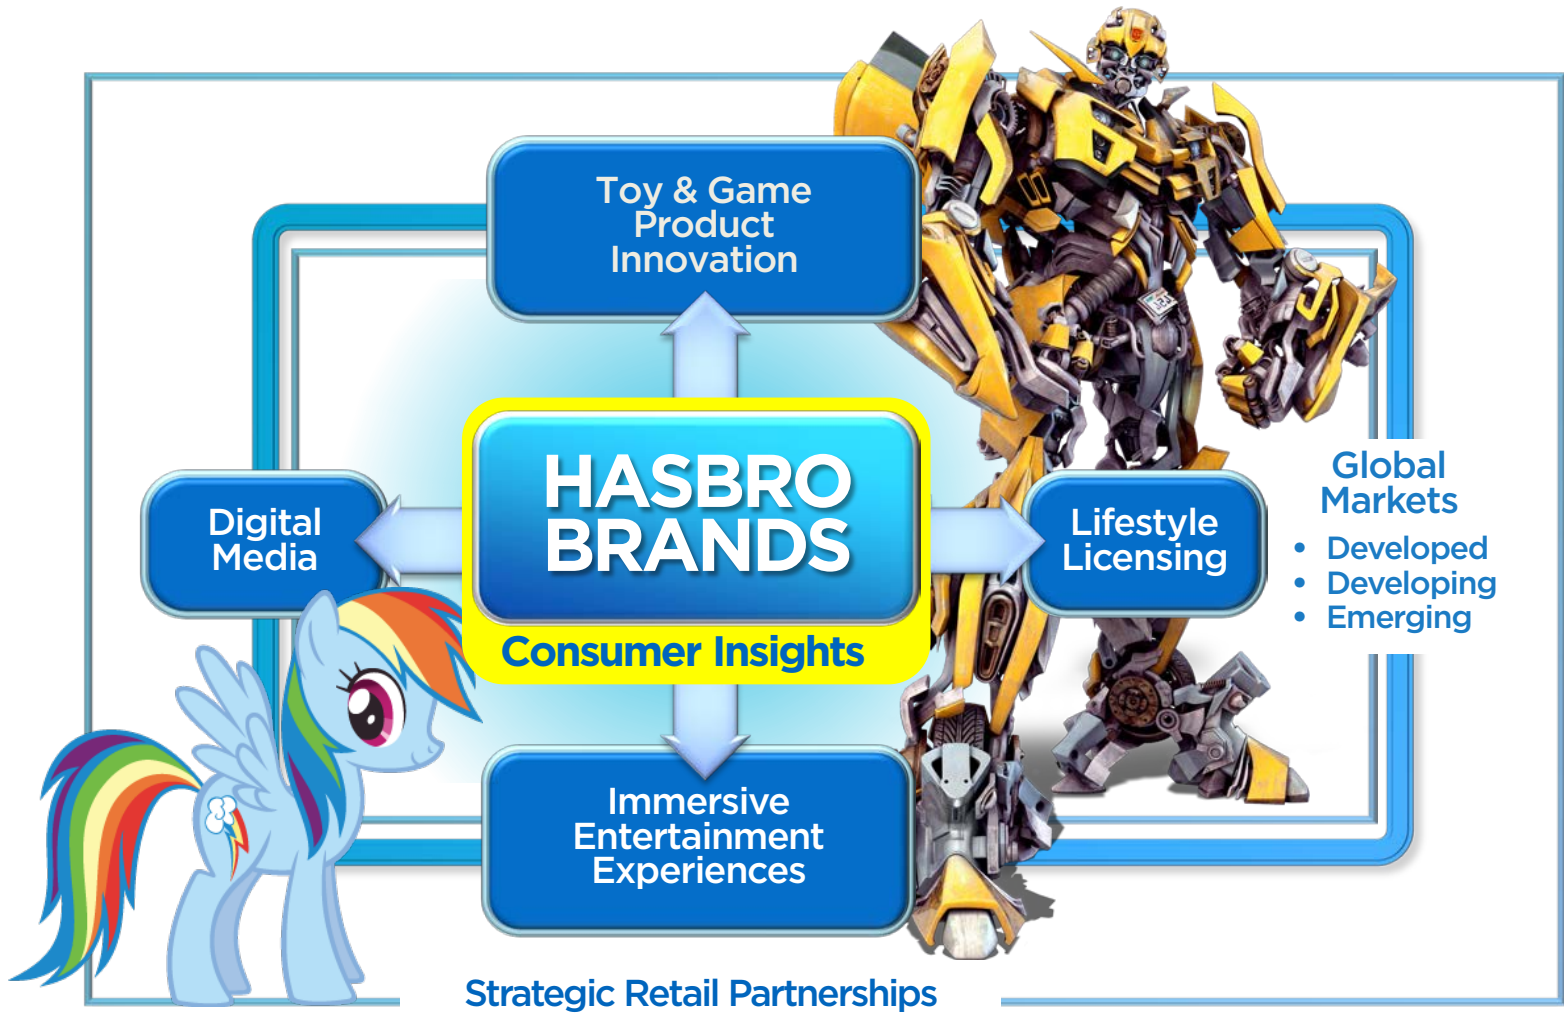 Toy & Game
Product
Innovation
HASBRO
BRANDS
Consumer Insights
Digital
Media
Lifestyle
Licensing
Global
Markets
• Developed
• Developing
• Emerging
Immersive
Entertainment
Experiences
Strategic Retail Partnerships